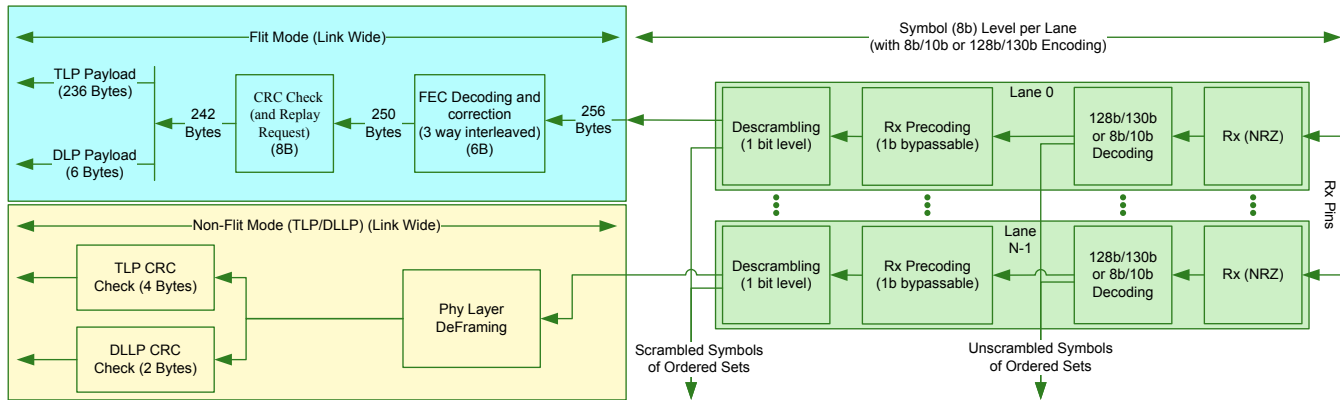 Flit Mode (Link Wide)
Symbol (8b) Level per Lane
(with 8b/10b or 128b/130b Encoding)
TLP Payload
(236 Bytes)
DLP Payload
(6 Bytes)
242
Bytes
CRC Check
(and Replay
Request)
(8B)
250
Bytes
FEC Decoding and
correction
(3 way interleaved)
(6B)
256
Bytes
Lane 0
Descrambling
(1 bit level)
Rx Precoding
(1b bypassable)
128b/130b
or 8b/10b
Decoding
Rx (NRZ)
Rx Pins
Non-Flit Mode (TLP/DLLP) (Link Wide)
TLP CRC
Check (4 Bytes)
DLLP CRC
Check (2 Bytes)
Phy Layer
DeFraming
Lane
N-1
Descrambling
(1 bit level)
Rx Precoding
(1b bypassable)
128b/130b
or 8b/10b
Decoding
Rx (NRZ)
Scrambled Symbols
of Ordered Sets
Unscrambled Symbols
of Ordered Sets